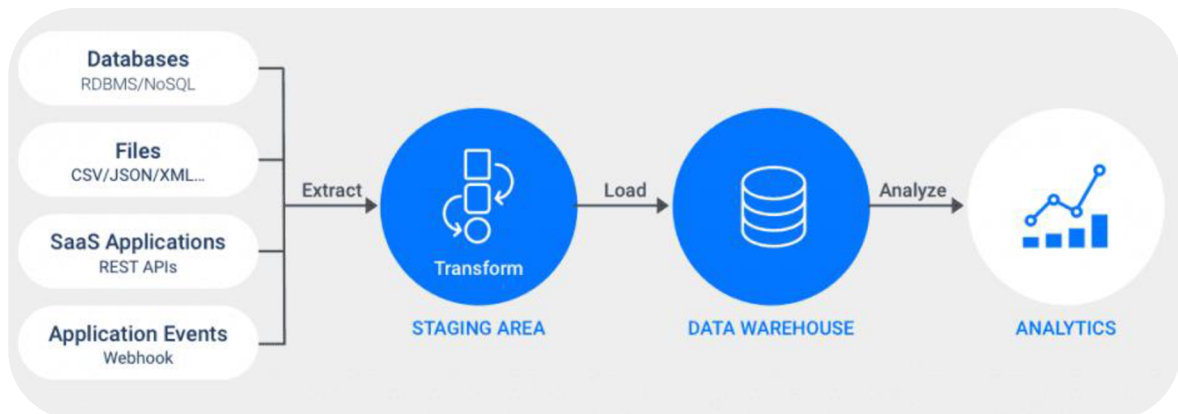 Databases
RDBMS/NoSQL
Files
CSV/JSON/XML...
SaaS Applications
REST APIs
Application Events
Webhook
Extract
Transform
STAGING AREA
Load
DATA WAREHOUSE
Analyze
ANALYTICS